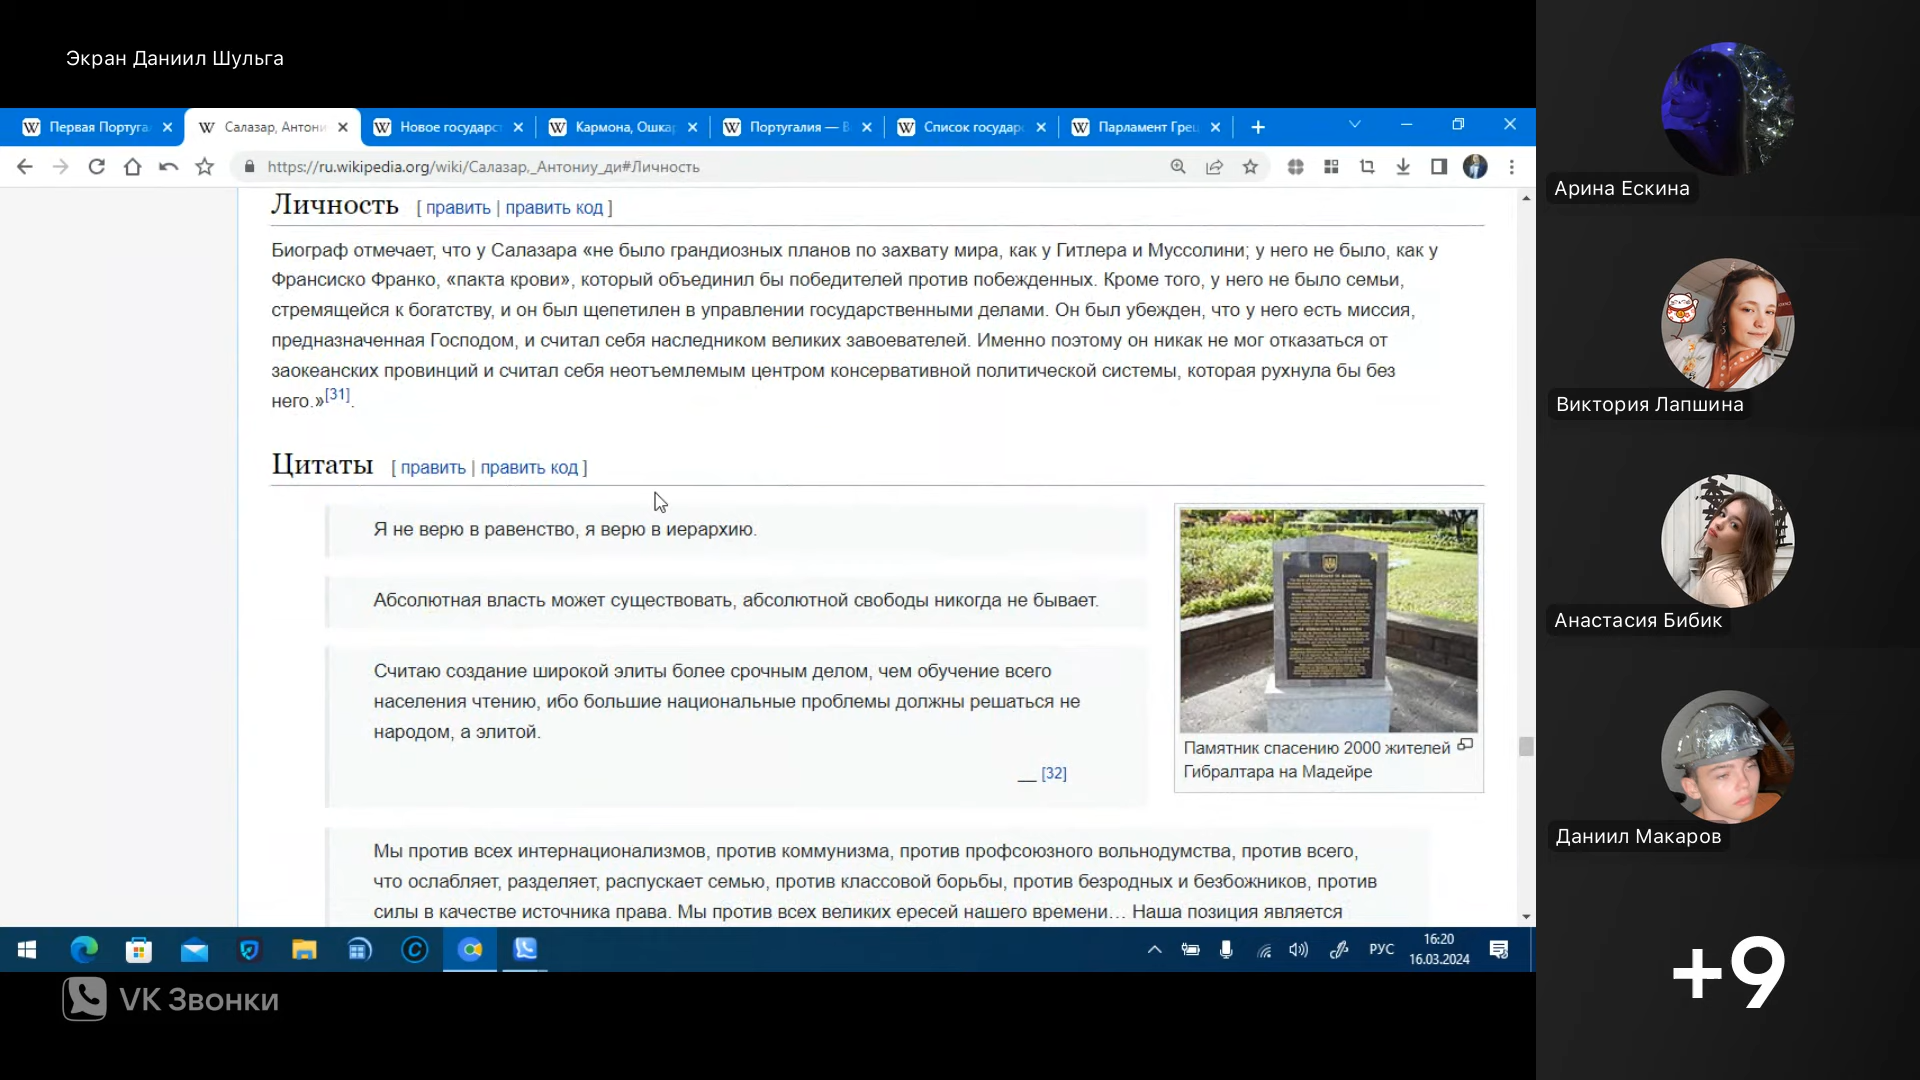 Экран Даниил Шульга
Первая Португа
Салазар, Антони
Новое государст
Кармона, Ошка
Португалия — В
Список государ
Парламент Грец
https://ru.wikipedia.org/wiki/Салазар,_Антониу_ди#Личность
Личность [ править | править код ]
Биограф отмечает, что у Салазара «не было грандиозных планов по захвату мира, как у Гитлера и Муссолини; у него не было, как у
Франсиско Франко, «пакта крови», который объединил бы победителей против побежденных. Кроме того, у него не было семьи,
стремящейся к богатству, и он был щепетилен в управлении государственными делами. Он был убежден, что у него есть миссия,
предназначенная Господом, и считал себя наследником великих завоевателей. Именно поэтому он никак не мог отказаться от
заокеанских провинций и считал себя неотъемлемым центром консервативной политической системы, которая рухнула бы без
него.»[31].
Цитаты [ править | править код ]
Я не верю в равенство, я верю в иерархию.
Абсолютная власть может существовать, абсолютной свободы никогда не бывает.
Считаю создание широкой элиты более срочным делом, чем обучение всего
населения чтению, ибо большие национальные проблемы должны решаться не
народом, а элитой.
__ [32]
Памятник спасению 2000 жителей
Гибралтара на Мадейре
Мы против всех интернационализмов, против коммунизма, против профсоюзного вольнодумства, против всего,
что ослабляет, разделяет, распускает семью, против классовой борьбы, против безродных и безбожников, против
силы в качестве источника права. Мы против всех великих ересей нашего времени… Наша позиция является
РУС
16:20
16.03.2024
VK Звонки
Арина Ескина
Виктория Лапшина
Анастасия Бибик
Даниил Макаров
+9